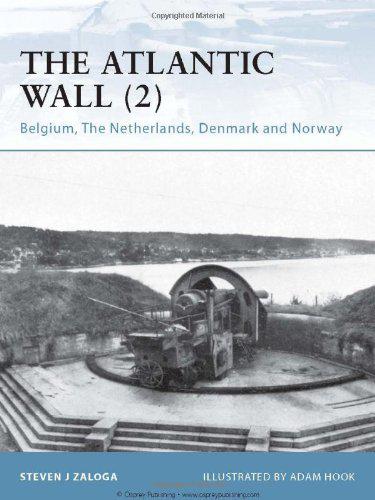 Copyrighted Material
THE ATLANTIC
WALL (2)
Belgium, The Netherlands, Denmark and Norway
STEVEN J ZALOGA
ILLUSTRATED BY ADAM HOOK
© Osprey Publishing • www.ospreypublishing.com